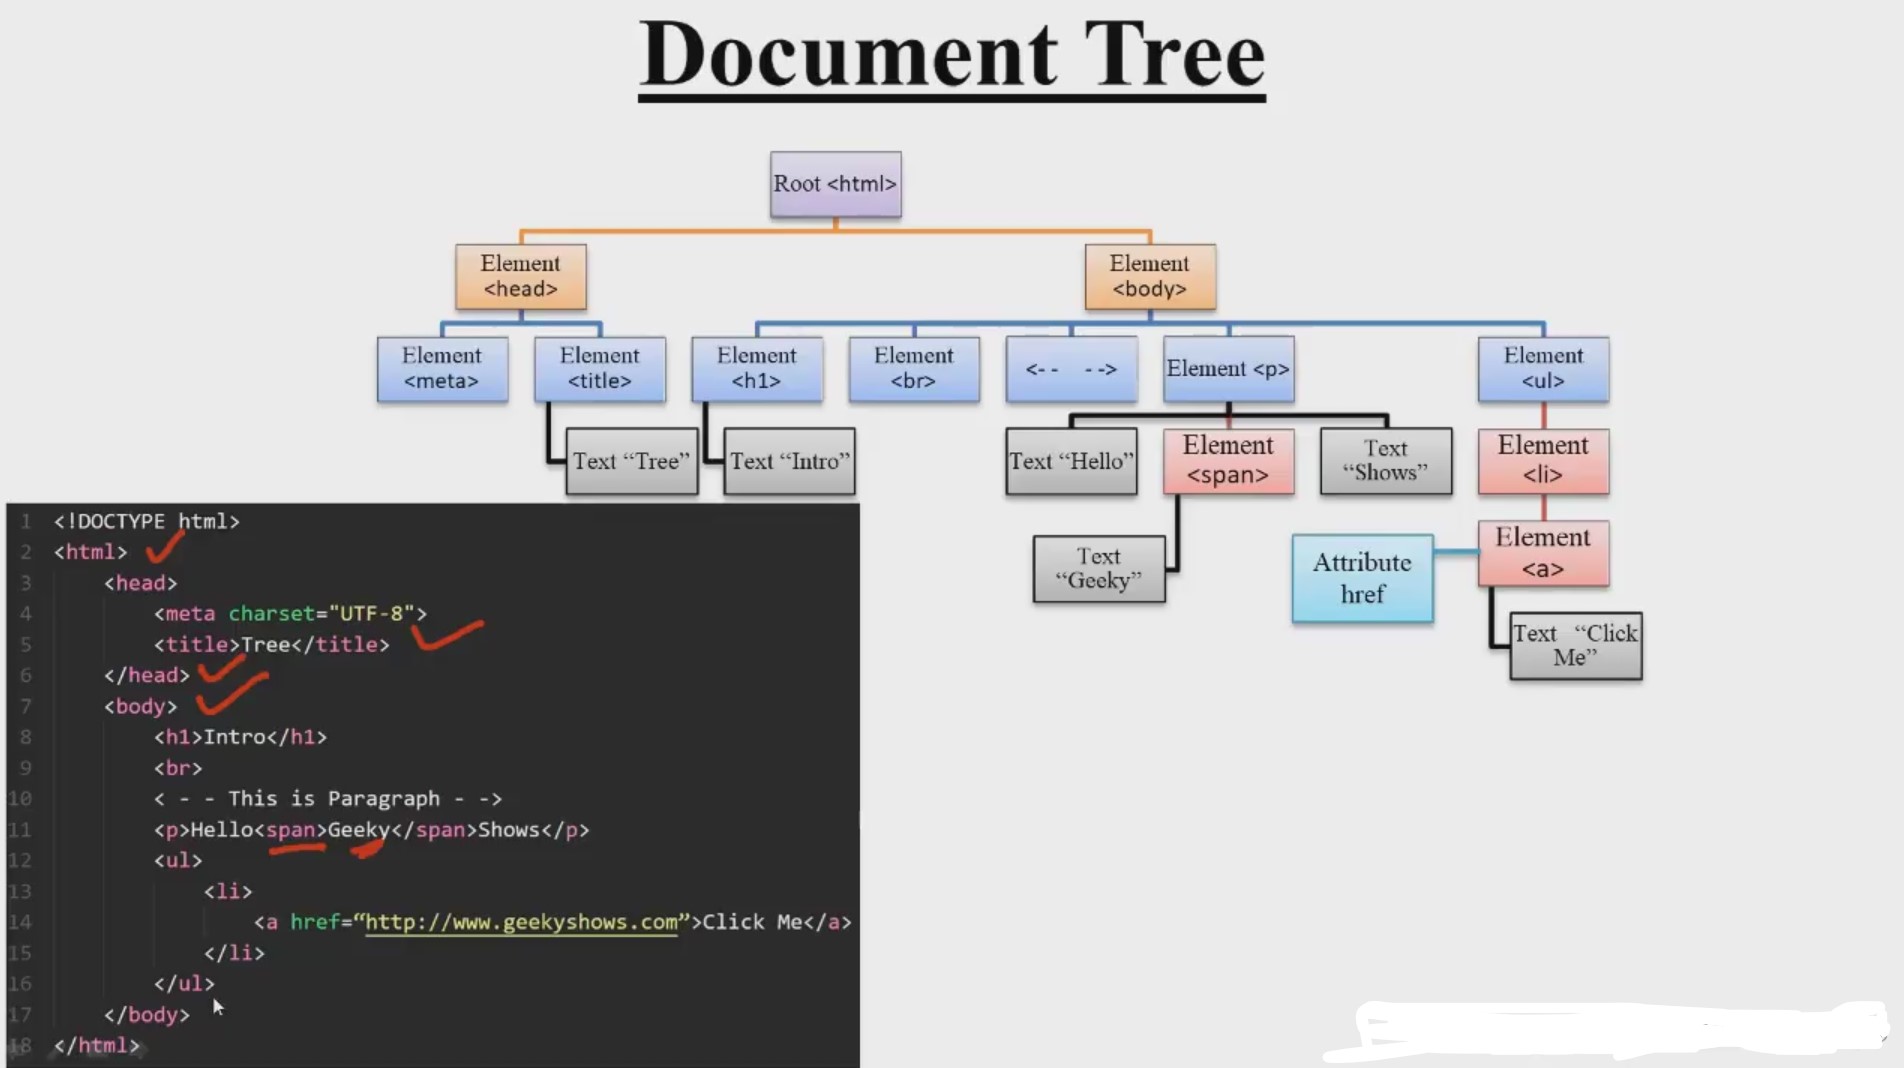 Document Tree
Root <html>
Element
<head>
Element
<body>
Element
<meta>
Element
<title>
Element
<h1>
Element
<br>
<-- -->
Element <p>
Element
<ul>
Text “Tree”
Text “Intro”
Text “Hello”
Element
<span>
Text
“Shows”
Element
<li>
Text
“Geeky”
Attribute
href
Element
<a>
Text “Click
Me”
1 <!DOCTYPE html>
2 <html>
3 <head>
4 <meta charset="UTF-8">
5 <title>Tree</title>
6 </head>
7 <body>
8 <h1>Intro</h1>
9 <br>
10 < - - This is Paragraph - ->
11 <p>Hello<span>Geeky</span>Shows</p>
12 <ul>
13 <li>
14 <a href=“http://www.geekyshows.com”>Click Me</a>
15 </li>
16 </ul>
17 </body>
18 </html>